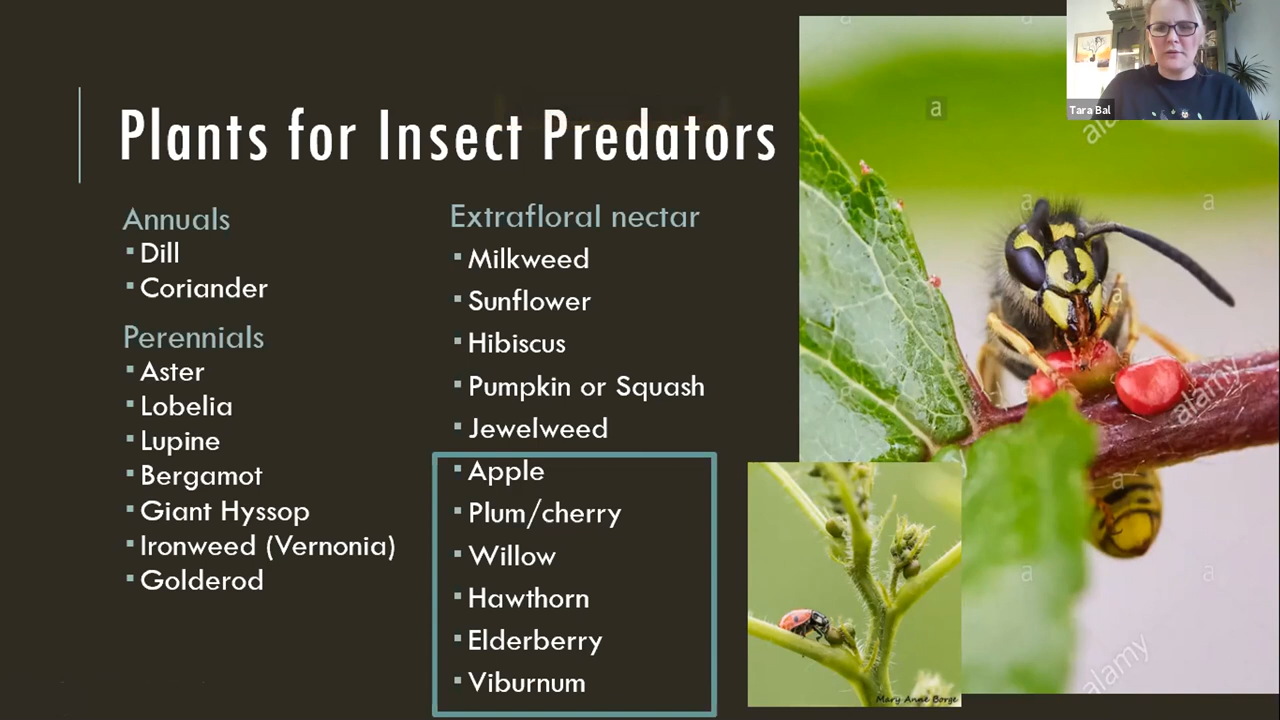 Plants for Insect Predators
Annuals
Dill
Coriander
Perennials
Aster
Lobelia
Lupine
Bergamot
Giant Hyssop
Ironweed (Vernonia)
Golderod
Extrafloral nectar
Milkweed
Sunflower
Hibiscus
Pumpkin or Squash
Jewelweed
Apple
Plum/cherry
Willow
Hawthorn
Elderberry
Viburnum
Tara Bal
a
a
a
a
a
a
a
a
alamy
alamy
Mary Anne Borge